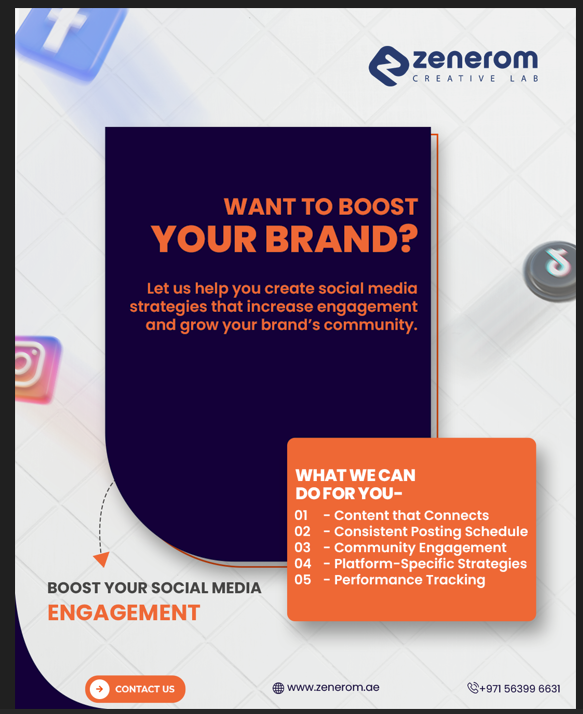 zenerom
CREATIVE LAB
WANT TO BOOST
YOUR BRAND?
Let us help you create social media
strategies that increase engagement
and grow your brand's community.
WHAT WE CAN
DO FOR YOU-
01 - Content that Connects
02 - Consistent Posting Schedule
03 - Community Engagement
04 - Platform-Specific Strategies
05 - Performance Tracking
BOOST YOUR SOCIAL MEDIA
ENGAGEMENT
CONTACT US
www.zenerom.ae
+971 56399 6631